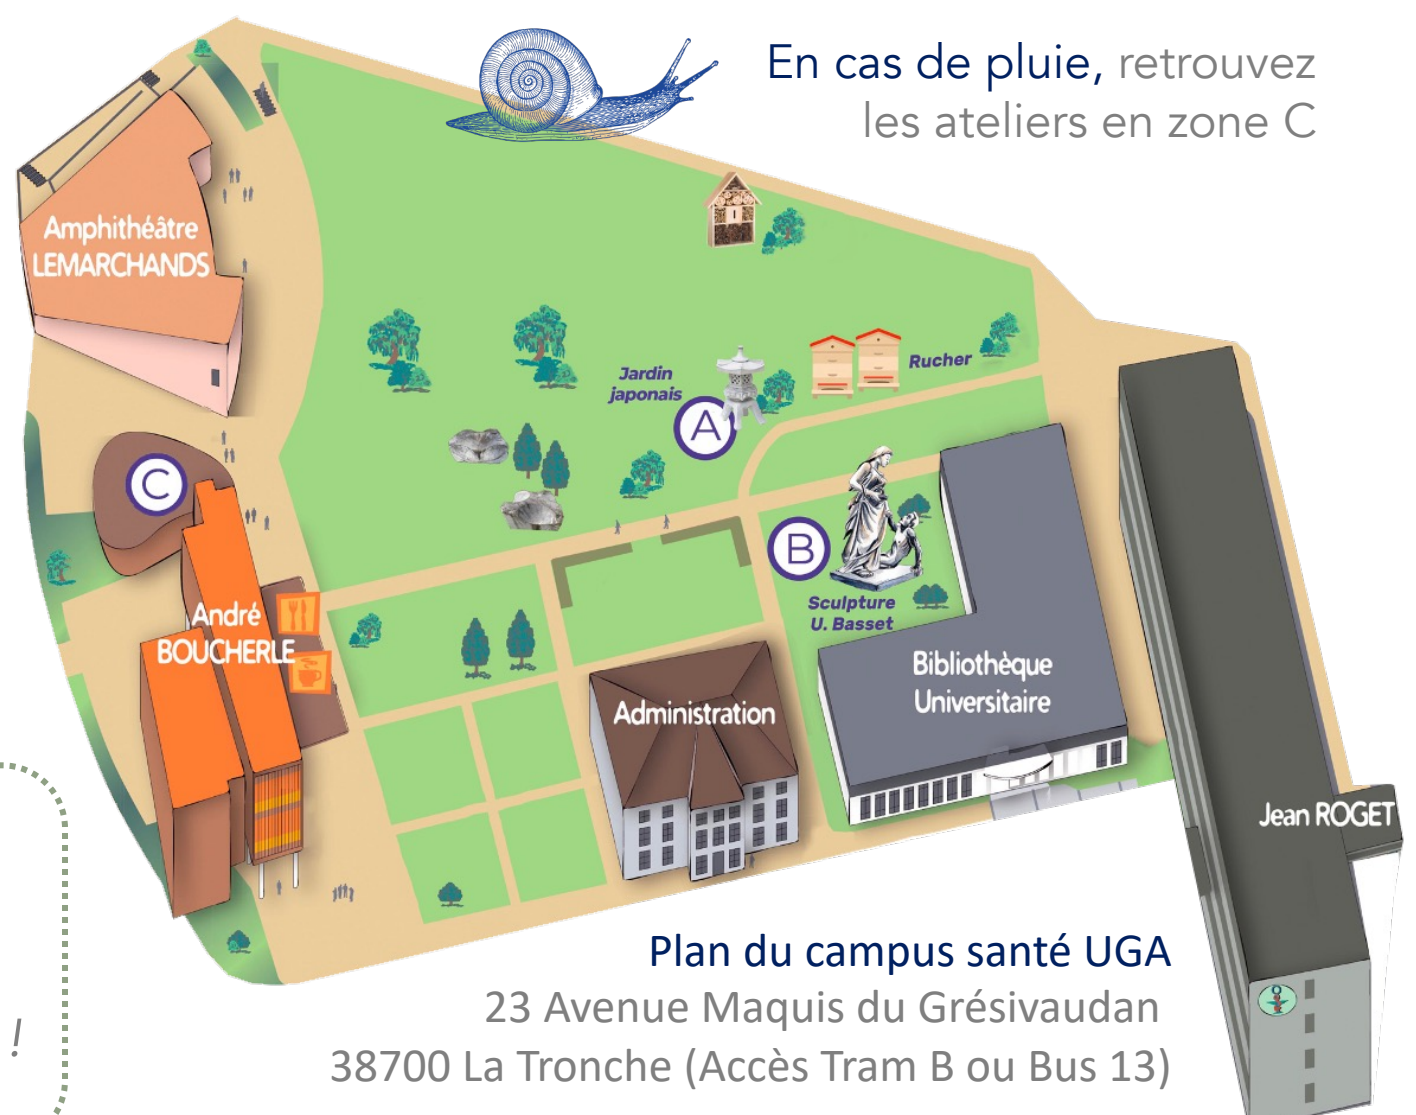 En cas de pluie, retrouvez
les ateliers en zone C
Amphithéâtre
LEMARCHANDS
Jardin
japonais
A
Rucher
C
B
Sculpture
U. Basset
André
BOUCHERLE
Administration
Bibliothèque
Universitaire
Jean ROGET
Plan du campus santé UGA
23 Avenue Maquis du Grésivaudan
38700 La Tronche (Accès Tram B ou Bus 13)
!